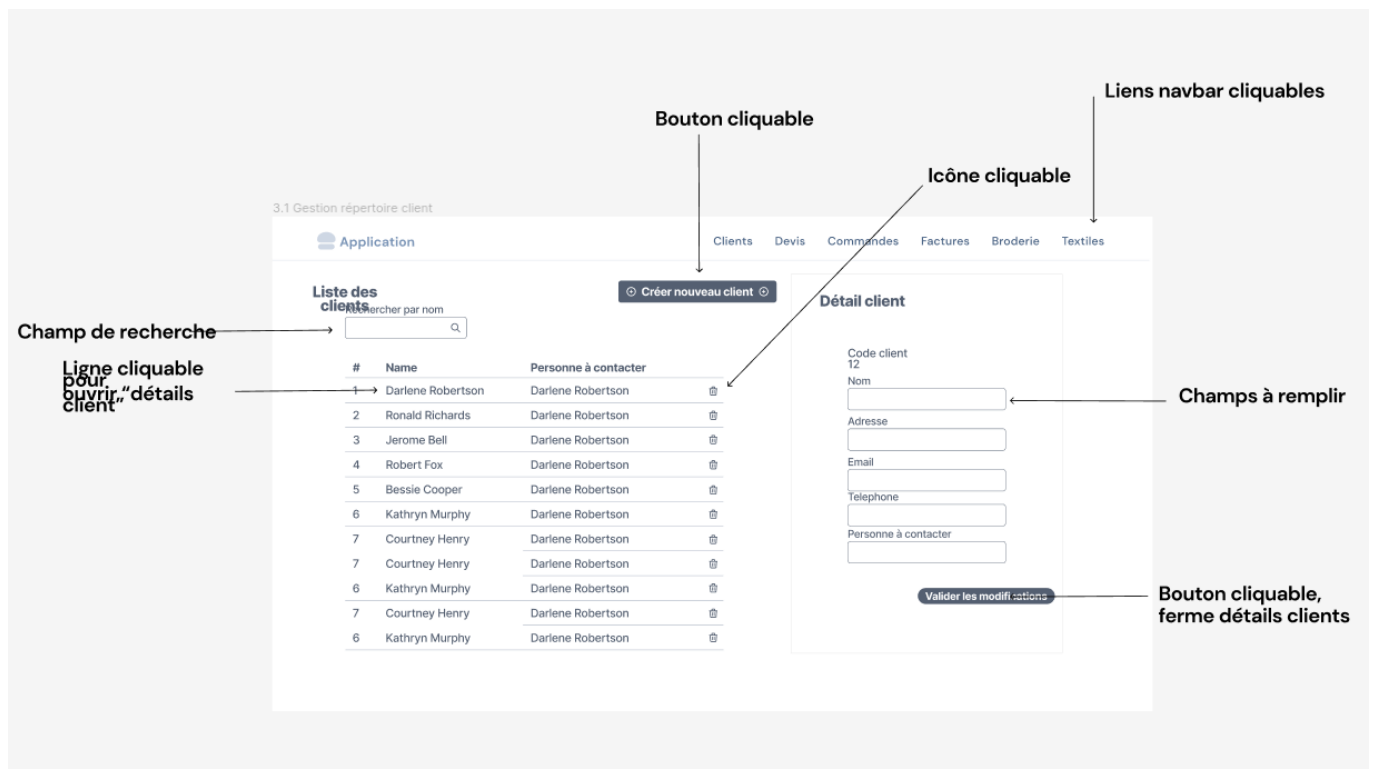 Liens navbar cliquables
Bouton cliquable
Icône cliquable
3.1 Gestion répertoire client
Application
Clients Devis Commandes Factures Broderie Textiles
Liste des
clients
Créer nouveau client
Rechercher par nom
Champ de recherche
Ligne cliquable
pour
ouvrir "détails
client"
# Name Personne à contacter
1 Darlene Robertson Darlene Robertson
2 Ronald Richards Darlene Robertson
3 Jerome Bell Darlene Robertson
4 Robert Fox Darlene Robertson
5 Bessie Cooper Darlene Robertson
6 Kathryn Murphy Darlene Robertson
7 Courtney Henry Darlene Robertson
7 Courtney Henry Darlene Robertson
6 Kathryn Murphy Darlene Robertson
7 Courtney Henry Darlene Robertson
6 Kathryn Murphy Darlene Robertson
Détail client
Code client
12
Nom
Adresse
Email
Telephone
Personne à contacter
Valider les modifications
Champs à remplir
Bouton cliquable,
ferme détails clients